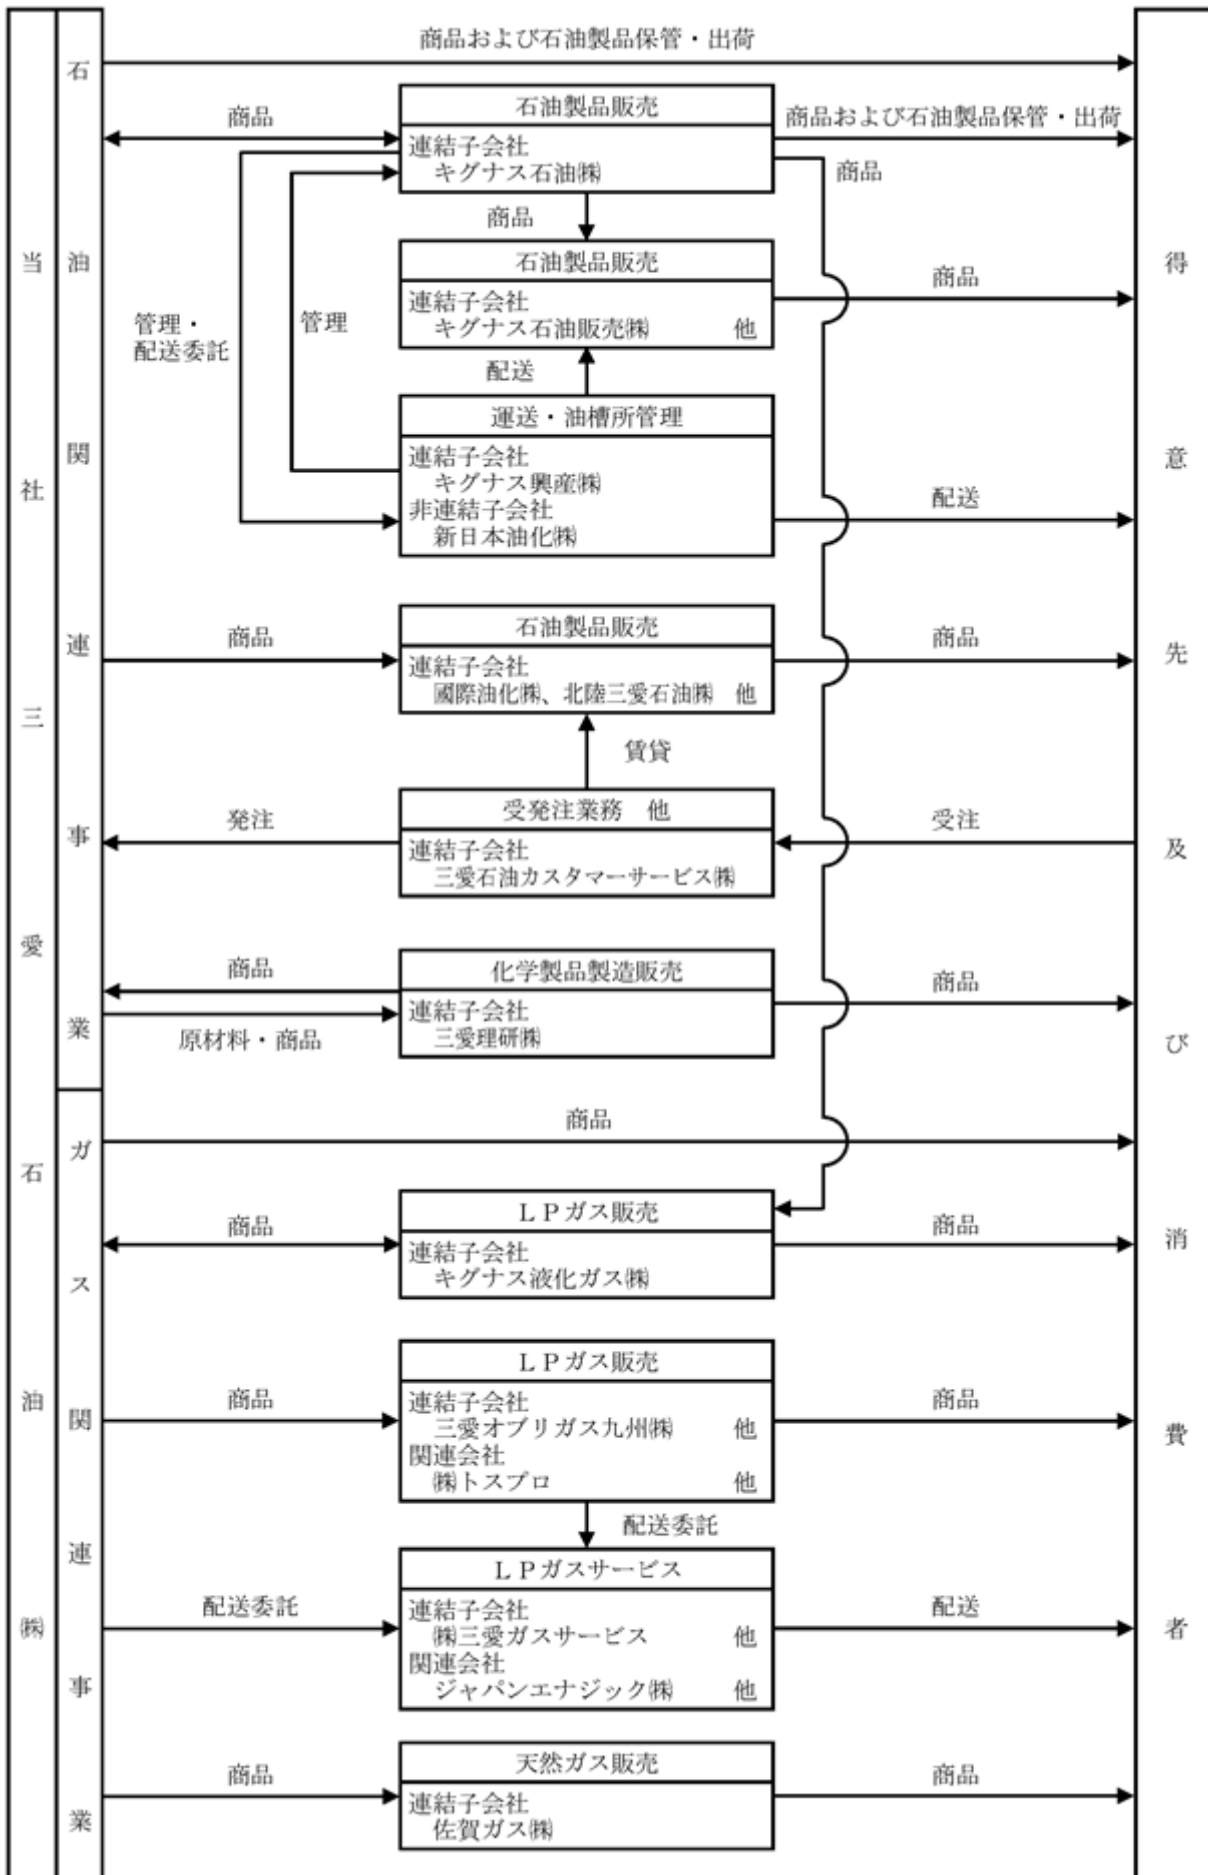 当社三愛石油㈱
石油関連事業
ガス関連事業
得意先及び消費者
商品および石油製品保管・出荷
商品
石油製品販売
連結子会社
キグナス石油㈱
商品および石油製品保管・出荷
商品
商品
石油製品販売
連結子会社
キグナス石油販売㈱　他
商品
管理・
配送委託
管理
配送
運送・油槽所管理
連結子会社
キグナス興産㈱
非連結子会社
新日本油化㈱
配送
商品
石油製品販売
連結子会社
國際油化㈱、北陸三愛石油㈱　他
商品
賃貸
発注
受発注業務　他
連結子会社
三愛石油カスタマーサービス㈱
受注
商品
原材料・商品
化学製品製造販売
連結子会社
三愛理研㈱
商品
商品
商品
ＬＰガス販売
連結子会社
キグナス液化ガス㈱
商品
商品
ＬＰガス販売
連結子会社
三愛オブリガス九州㈱　他
関連会社
㈱トスプロ　他
商品
配送委託
配送委託
ＬＰガスサービス
連結子会社
㈱三愛ガスサービス　他
関連会社
ジャパンエナジック㈱　他
配送
商品
天然ガス販売
連結子会社
佐賀ガス㈱
商品